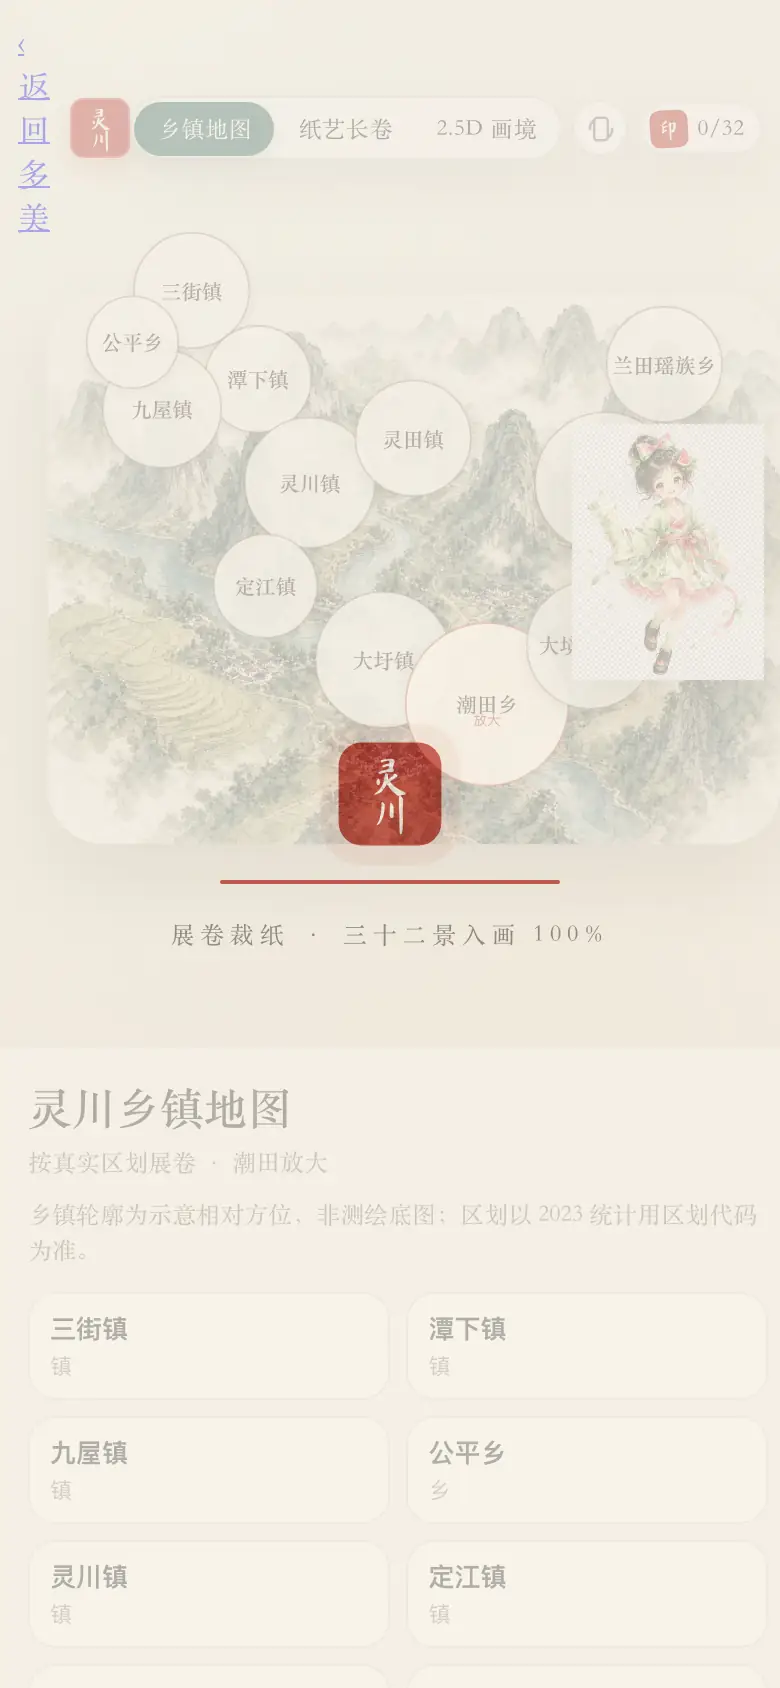 ‹
返
回
多
美
灵川
乡镇地图
纸艺长卷
2.5D 画境
印
0/32
三街镇
公平乡
潭下镇
兰田瑶族乡
九屋镇
灵田镇
灵川镇
定江镇
大圩镇
潮田乡
放大
灵川
展卷裁纸 · 三十二景入画 100%
灵川乡镇地图
按真实区划展卷 · 潮田放大
乡镇轮廓为示意相对方位，非测绘底图；区划以 2023 统计用区划代码
为准。
三街镇
镇
潭下镇
镇
九屋镇
镇
公平乡
乡
灵川镇
镇
定江镇
镇